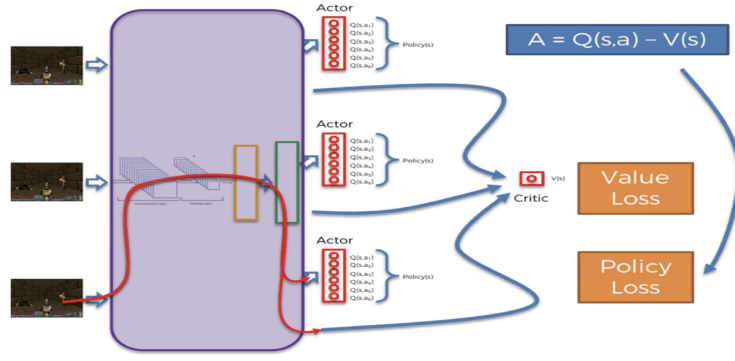 Actor
Q(s,a₁)
Q(s,a₂)
Q(s,a₃)
Q(s,a₄)
Q(s,a₅)
Q(s,a₆)
Policy(s)
A = Q(s,a) – V(s)
Actor
Q(s,a₁)
Q(s,a₂)
Q(s,a₃)
Q(s,a₄)
Q(s,a₅)
Q(s,a₆)
Policy(s)
V(s)
Critic
Value
Loss
Actor
Q(s,a₁)
Q(s,a₂)
Q(s,a₃)
Q(s,a₄)
Q(s,a₅)
Q(s,a₆)
Policy(s)
Policy
Loss